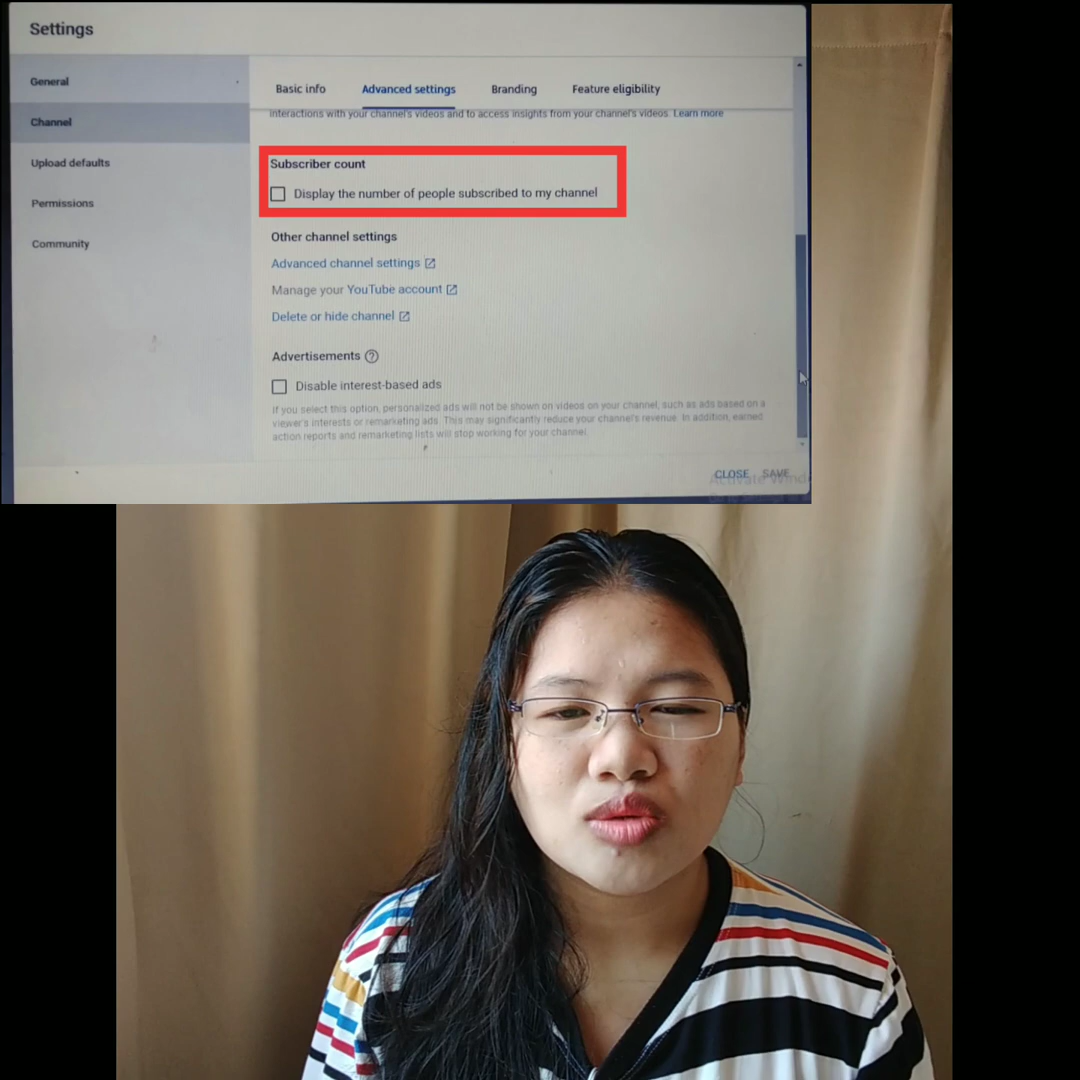 Settings
General
Channel
Upload defaults
Permissions
Community
Basic info
Advanced settings
Branding
Feature eligibility
interactions with your channel's videos and to access insights from your channel's videos. Learn more
Subscriber count
Display the number of people subscribed to my channel
Other channel settings
Advanced channel settings
Manage your YouTube account
Delete or hide channel
Advertisements ?
Disable interest-based ads
If you select this option, personalized ads will not be shown on videos on your channel, such as ads based on a
viewer's interests or remarketing ads. This may significantly reduce your channel's revenue. In addition, earned
action reports and remarketing lists will stop working for your channel.
CLOSE SAVE
Activate Wind